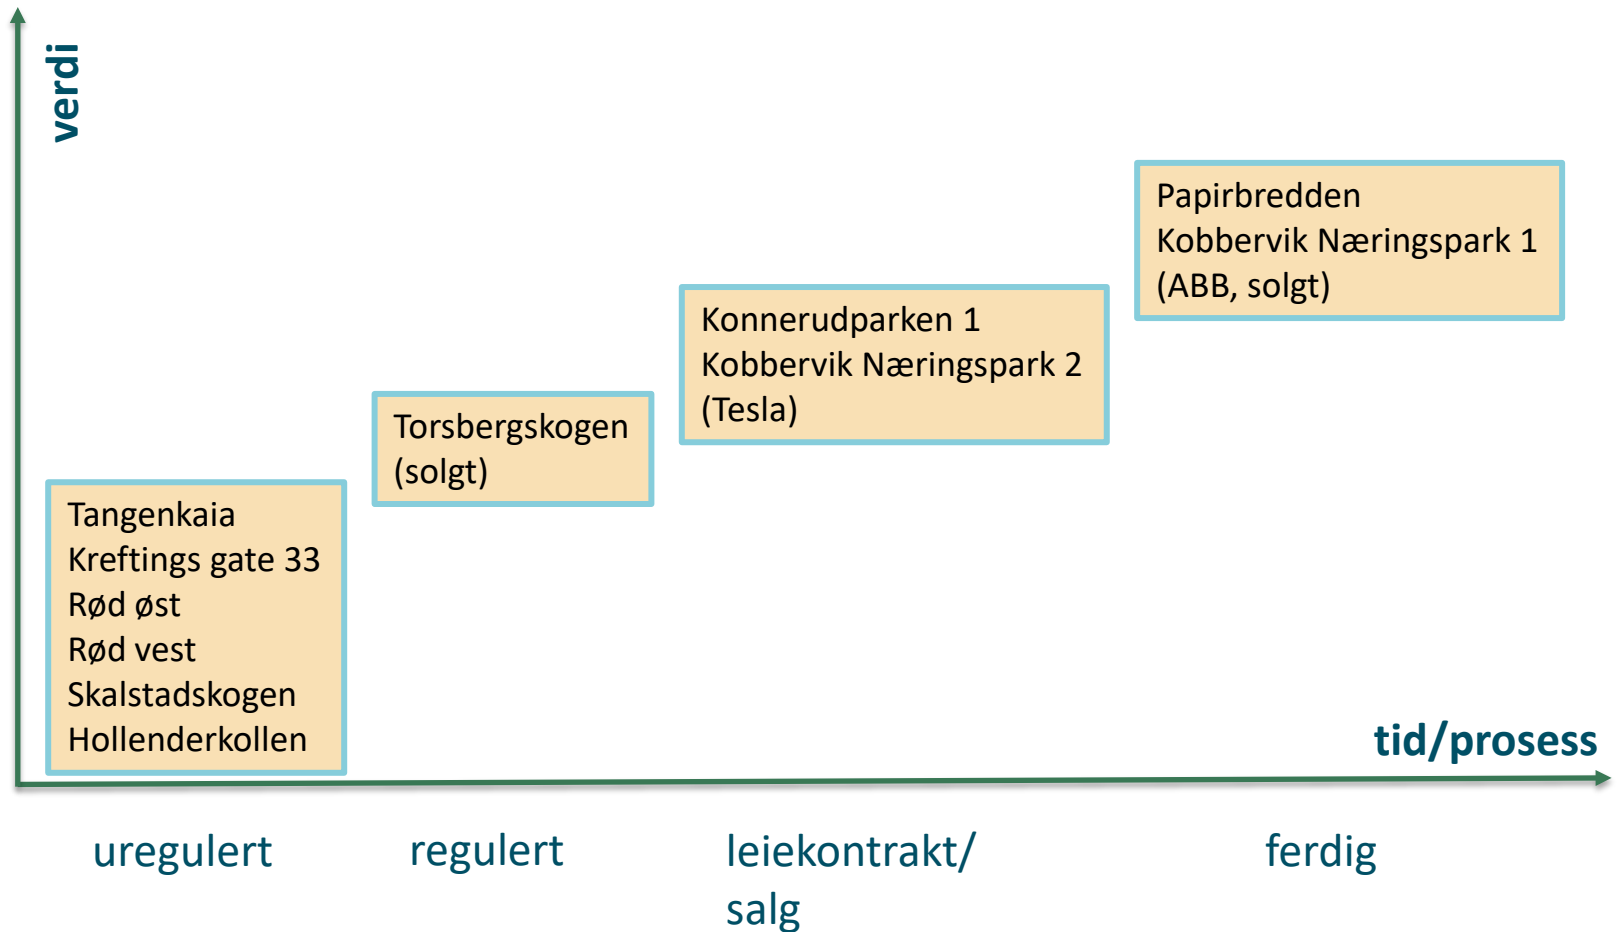 verdi
Papirbredden
Kobbervik Næringspark 1
(ABB, solgt)
Konnerudparken 1
Kobbervik Næringspark 2
(Tesla)
Torsbergskogen
(solgt)
Tangenkaia
Kreftings gate 33
Rød øst
Rød vest
Skalstadskogen
Hollenderkollen
tid/prosess
uregulert
regulert
leiekontrakt/
salg
ferdig